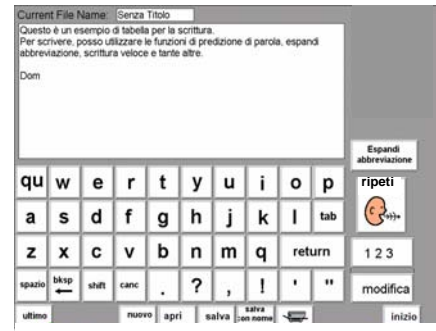 Current File Name: Senza Titolo
Questo è un esempio di tabella per la scrittura.
Per scrivere, posso utilizzare le funzioni di predizione di parola, espandi
abbreviazione, scrittura veloce e tante altre.
Dom
Espandi
abbreviazione
qu w e r t y u i o p
ripeti
a s d f g h j k l tab
z x c v b n m q return
1 2 3
spazio bksp shift canc . ? , ! ' "
modifica
ultimo nuovo apri salva salva con nome inizio